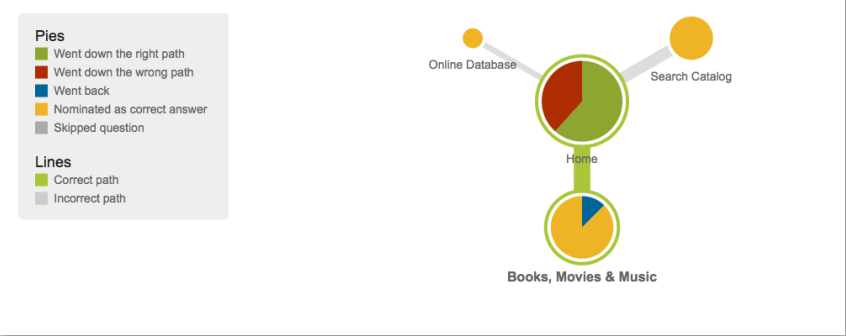 Pies
Went down the right path
Went down the wrong path
Went back
Nominated as correct answer
Skipped question
Lines
Correct path
Incorrect path
Online Database
Search Catalog
Home
Books, Movies & Music